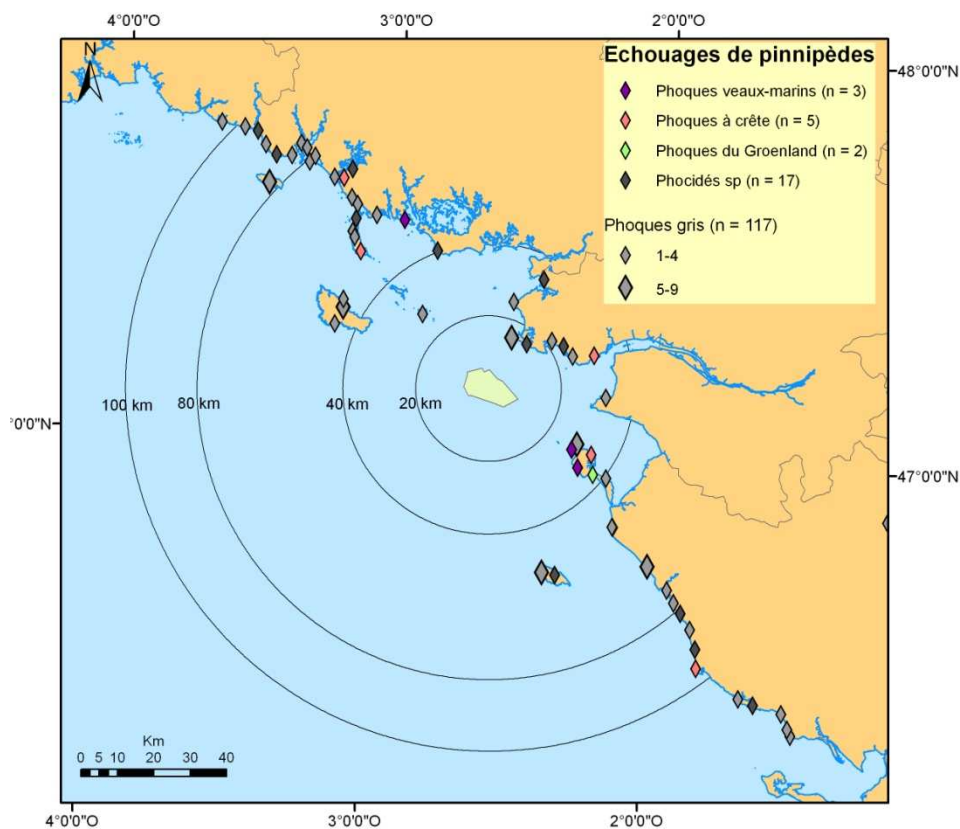 4°0'0"O 3°0'0"O 2°0'0"O
N
48°0'0"N
Echouages de pinnipèdes
Phoques veaux-marins (n = 3)
Phoques à crête (n = 5)
Phoques du Groenland (n = 2)
Phocidés sp (n = 17)
Phoques gris (n = 117)
1-4
5-9
100 km 80 km 40 km 20 km
°0'0"N
47°0'0"N
Km
0 5 10 20 30 40
4°0'0"O 3°0'0"O 2°0'0"O